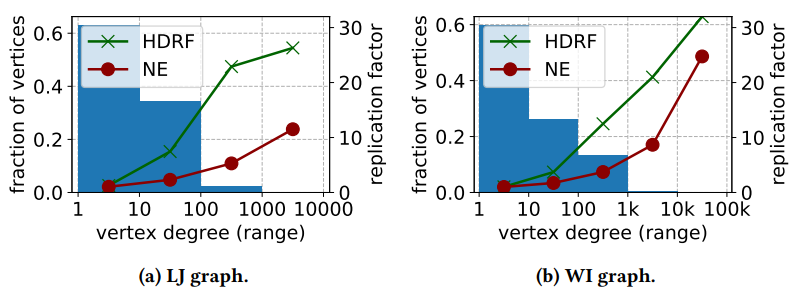 fraction of vertices
0.6
0.4
0.2
0.0
HDRF
NE
30
20
10
0
replication factor
1 10 100 1000 10000
vertex degree (range)
(a) LJ graph.
fraction of vertices
0.6
0.4
0.2
0.0
HDRF
NE
30
20
10
0
replication factor
1 10 100 1k 10k 100k
vertex degree (range)
(b) WI graph.